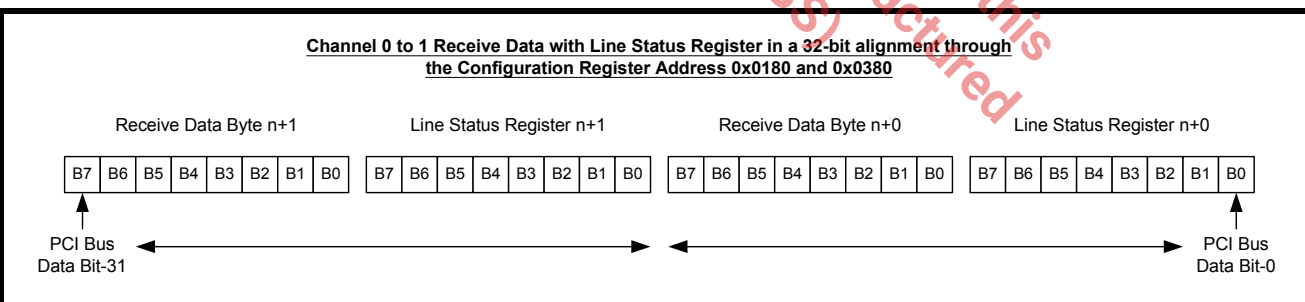 Channel 0 to 1 Receive Data with Line Status Register in a 32-bit alignment through
the Configuration Register Address 0x0180 and 0x0380
Receive Data Byte n+1 Line Status Register n+1 Receive Data Byte n+0 Line Status Register n+0
B7 B6 B5 B4 B3 B2 B1 B0 B7 B6 B5 B4 B3 B2 B1 B0 B7 B6 B5 B4 B3 B2 B1 B0 B7 B6 B5 B4 B3 B2 B1 B0
PCI Bus
Data Bit-31
PCI Bus
Data Bit-0
this